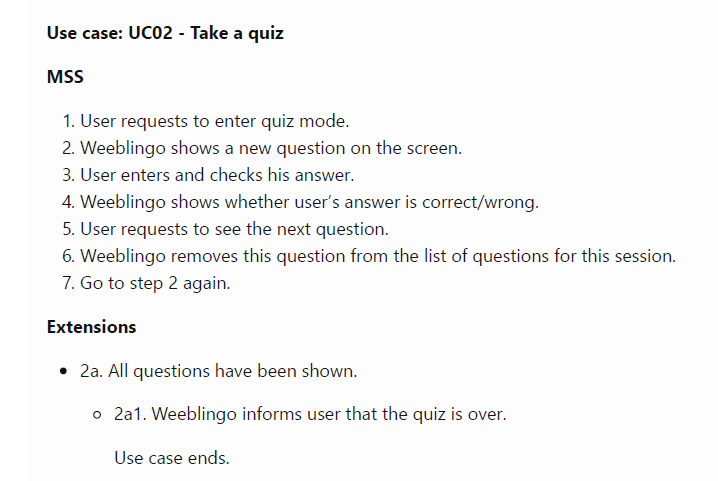 Use case: UC02 - Take a quiz
MSS
1. User requests to enter quiz mode.
2. Weeblingo shows a new question on the screen.
3. User enters and checks his answer.
4. Weeblingo shows whether user's answer is correct/wrong.
5. User requests to see the next question.
6. Weeblingo removes this question from the list of questions for this session.
7. Go to step 2 again.
Extensions
• 2a. All questions have been shown.
◦ 2a1. Weeblingo informs user that the quiz is over.
Use case ends.